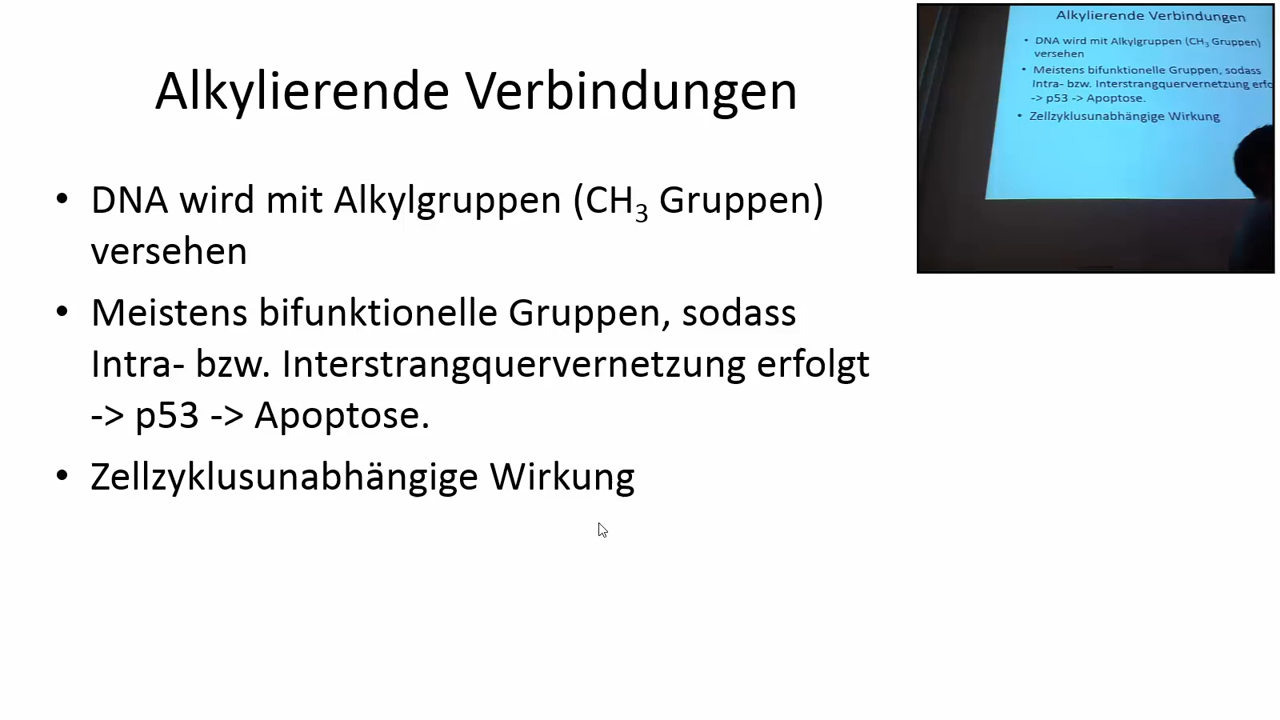 Alkylierende Verbindungen
• DNA wird mit Alkylgruppen (CH₃ Gruppen)
versehen
• Meistens bifunktionelle Gruppen, sodass
Intra- bzw. Interstrangquervernetzung erfolgt
-> p53 -> Apoptose.
• Zellzyklusunabhängige Wirkung
Alkylierende Verbindungen
• DNA wird mit Alkylgruppen (CH₃ Gruppen)
versehen
• Meistens bifunktionelle Gruppen, sodass
Intra- bzw. Interstrangquervernetzung erfo
-> p53 -> Apoptose.
• Zellzyklusunabhängige Wirkung